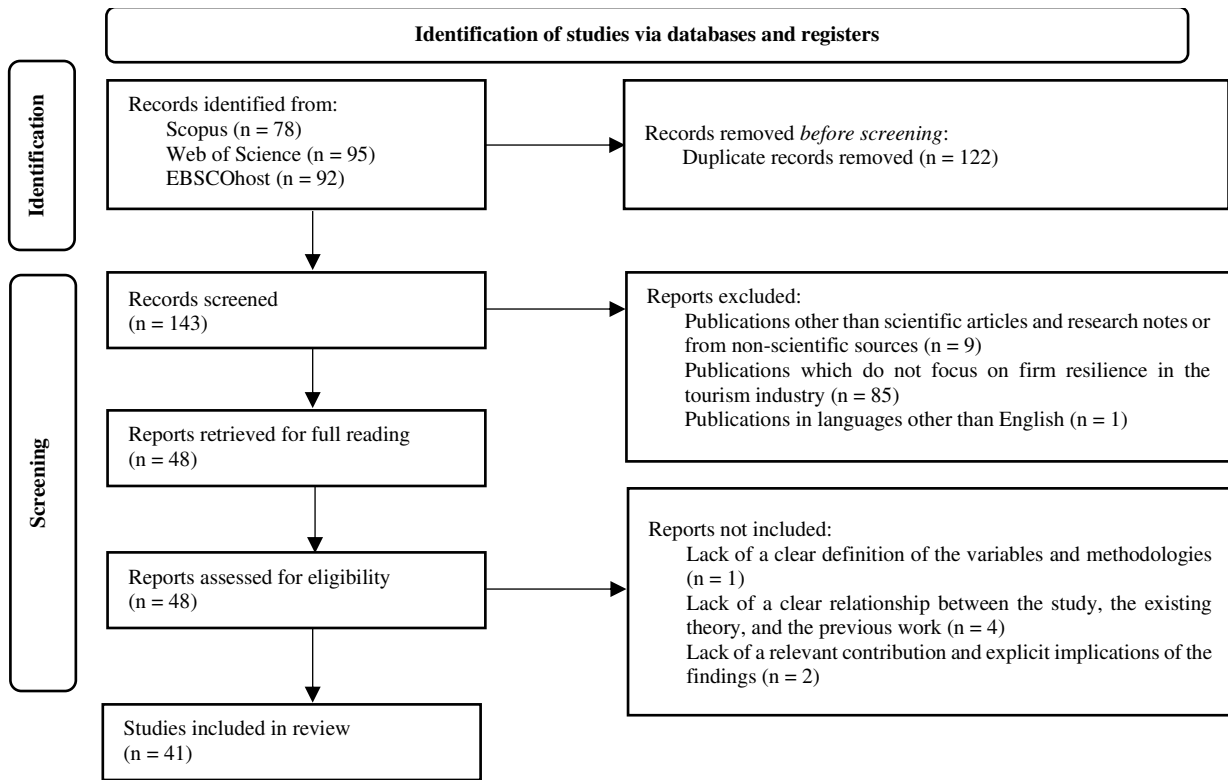 Identification of studies via databases and registers
Identification
Records identified from:
Scopus (n = 78)
Web of Science (n = 95)
EBSCOhost (n = 92)
Records removed before screening:
Duplicate records removed (n = 122)
Screening
Records screened
(n = 143)
Reports excluded:
Publications other than scientific articles and research notes or
from non-scientific sources (n = 9)
Publications which do not focus on firm resilience in the
tourism industry (n = 85)
Publications in languages other than English (n = 1)
Reports retrieved for full reading
(n = 48)
Reports assessed for eligibility
(n = 48)
Reports not included:
Lack of a clear definition of the variables and methodologies
(n = 1)
Lack of a clear relationship between the study, the existing
theory, and the previous work (n = 4)
Lack of a relevant contribution and explicit implications of the
findings (n = 2)
Studies included in review
(n = 41)